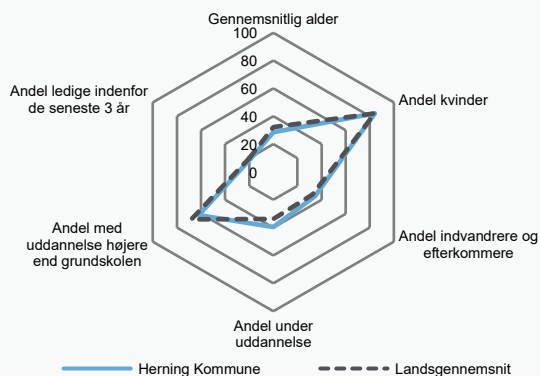 Gennemsnitlig alder
100
80
60
40
20
0
Andel kvinder
Andel indvandrere og
efterkommere
Andel under
uddannelse
Andel med
uddannelse højere
end grundskolen
Andel ledige indenfor
de seneste 3 år
Herning Kommune
Landsgennemsnit